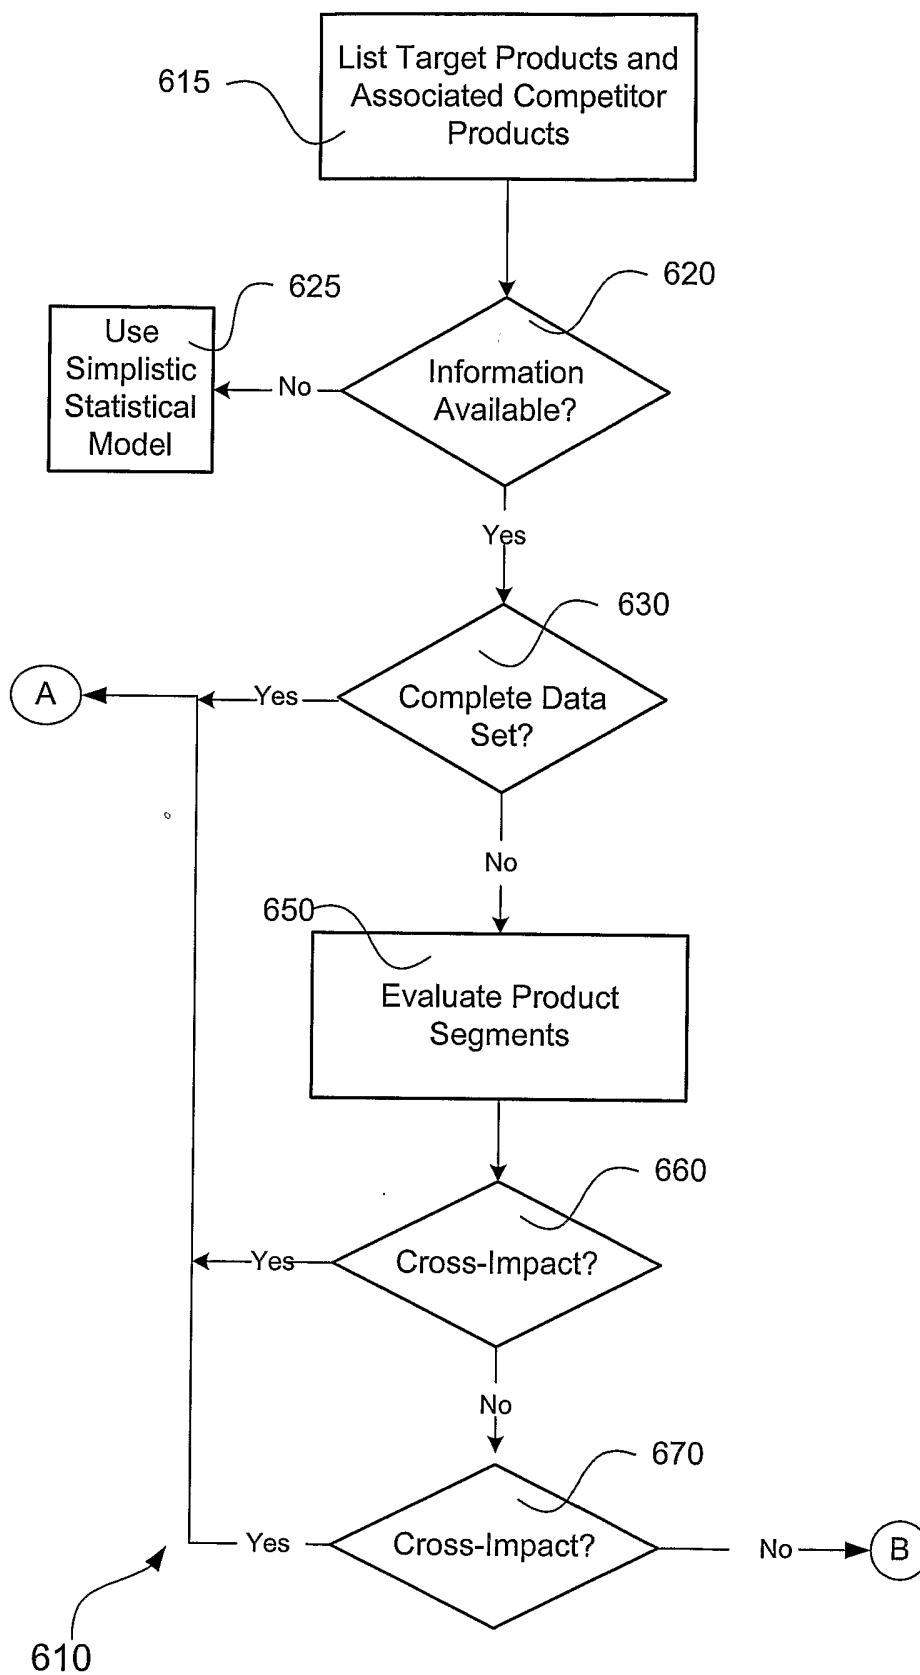 List Target Products and
Associated Competitor
Products
615
620
625
Use
Simplistic
Statistical
Model
No
Information
Available?
Yes
630
A
Yes
Complete Data
Set?
No
650
Evaluate Product
Segments
660
Yes
Cross-Impact?
No
670
Yes
Cross-Impact?
No
B
610